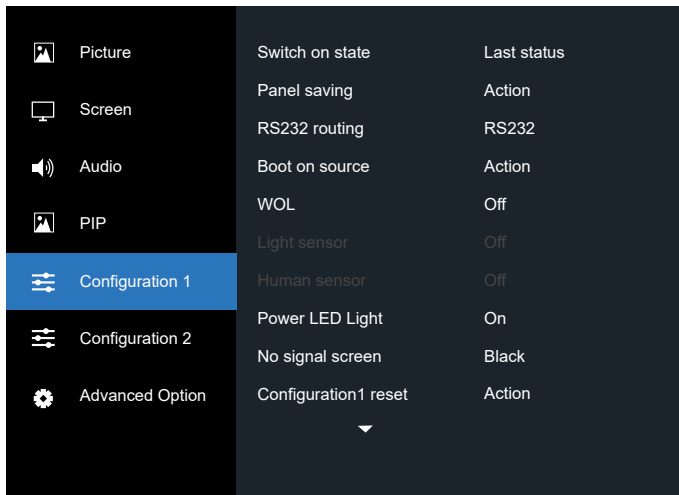 Picture
Screen
Audio
PIP
Configuration 1
Configuration 2
Advanced Option
Switch on state Last status
Panel saving Action
RS232 routing RS232
Boot on source Action
WOL Off
Light sensor Off
Human sensor Off
Power LED Light On
No signal screen Black
Configuration1 reset Action